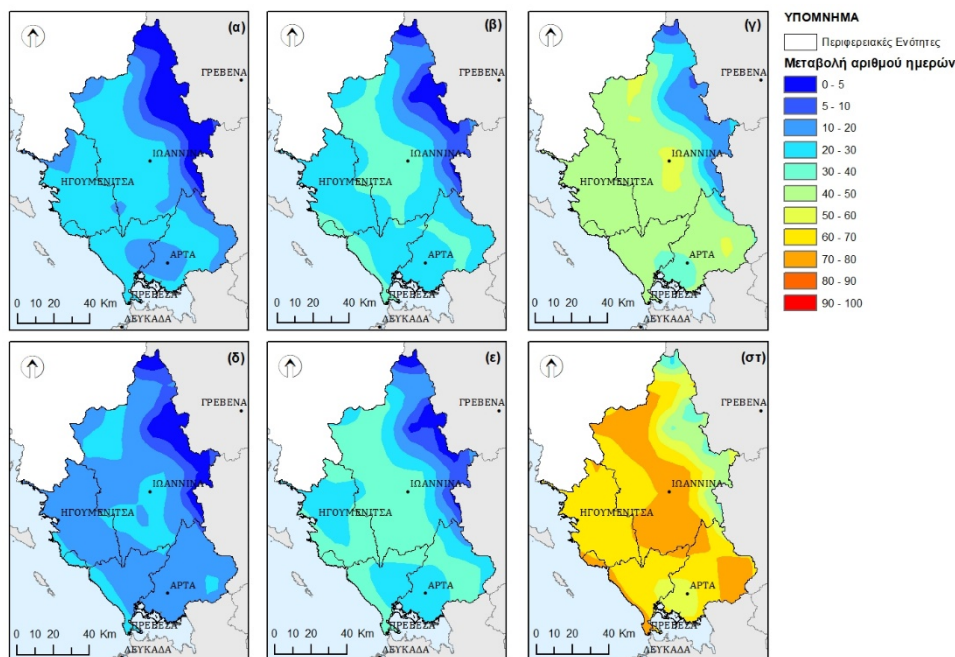 (α)
ΓΡΕΒΕΝΑ
ΙΩΑΝΝΙΝΑ
ΗΓΟΥΜΕΝΙΤΣΑ
ΑΡΤΑ
ΠΡΕΒΕΖΑ
ΛΕΥΚΑΔΑ
0 10 20 40 Km
(β)
ΓΡΕΒΕΝΑ
ΙΩΑΝΝΙΝΑ
ΗΓΟΥΜΕΝΙΤΣΑ
ΑΡΤΑ
ΠΡΕΒΕΖΑ
ΛΕΥΚΑΔΑ
0 10 20 40 Km
(γ)
ΓΡΕΒΕΝΑ
ΙΩΑΝΝΙΝΑ
ΗΓΟΥΜΕΝΙΤΣΑ
ΑΡΤΑ
ΠΡΕΒΕΖΑ
ΛΕΥΚΑΔΑ
0 10 20 40 Km
ΥΠΟΜΝΗΜΑ
Περιφερειακές Ενότητες
Μεταβολή αριθμού ημερών
0 - 5
5 - 10
10 - 20
20 - 30
30 - 40
40 - 50
50 - 60
60 - 70
70 - 80
80 - 90
90 - 100
(δ)
ΓΡΕΒΕΝΑ
ΙΩΑΝΝΙΝΑ
ΗΓΟΥΜΕΝΙΤΣΑ
ΑΡΤΑ
ΠΡΕΒΕΖΑ
ΛΕΥΚΑΔΑ
0 10 20 40 Km
(ε)
ΓΡΕΒΕΝΑ
ΙΩΑΝΝΙΝΑ
ΗΓΟΥΜΕΝΙΤΣΑ
ΑΡΤΑ
ΠΡΕΒΕΖΑ
ΛΕΥΚΑΔΑ
0 10 20 40 Km
(στ)
ΓΡΕΒΕΝΑ
ΙΩΑΝΝΙΝΑ
ΗΓΟΥΜΕΝΙΤΣΑ
ΑΡΤΑ
ΠΡΕΒΕΖΑ
ΛΕΥΚΑΔΑ
0 10 20 40 Km